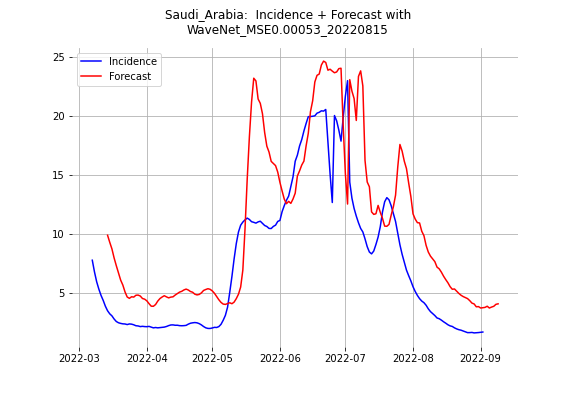 Saudi_Arabia:  Incidence + Forecast with
WaveNet_MSE0.00053_20220815
Incidence
Forecast
25
20
15
10
5
2022-03 2022-04 2022-05 2022-06 2022-07 2022-08 2022-09